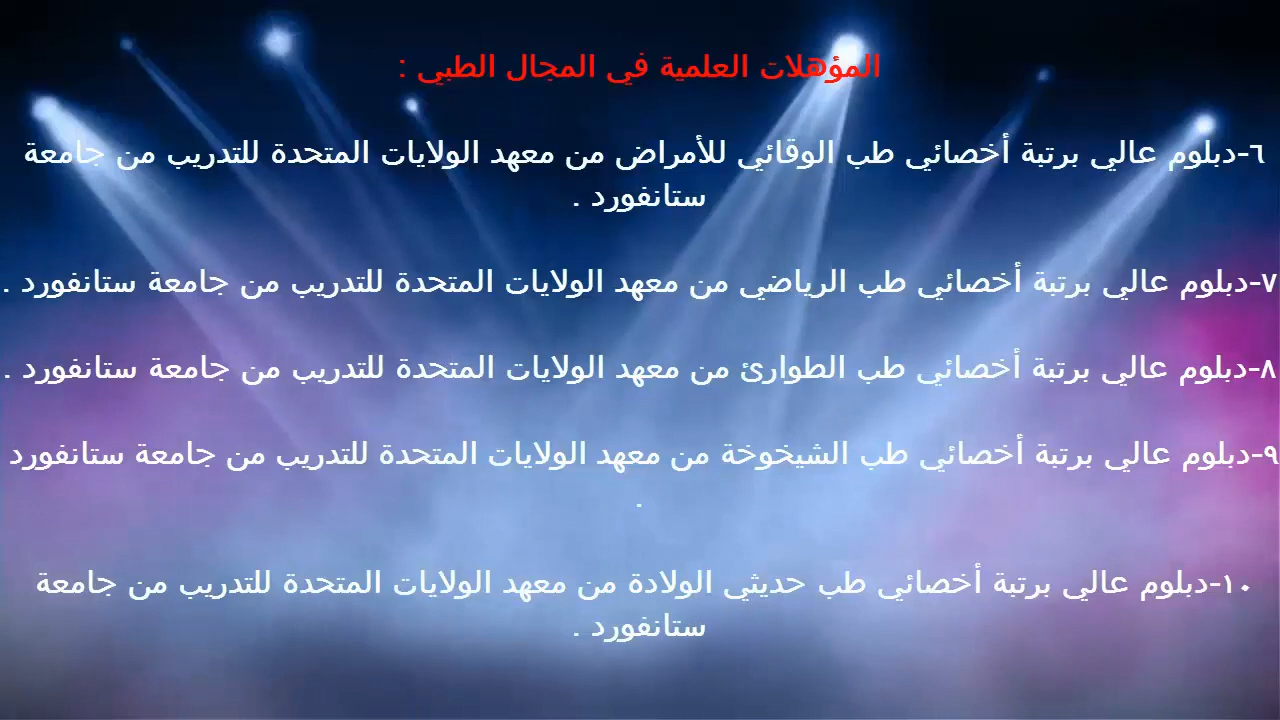 المؤهلات العلمية في المجال الطبي :
٦-دبلوم عالي برتبة أخصائي طب الوقائي للأمراض من معهد الولايات المتحدة للتدريب من جامعة
ستانفورد .
٧-دبلوم عالي برتبة أخصائي طب الرياضي من معهد الولايات المتحدة للتدريب من جامعة ستانفورد .
٨-دبلوم عالي برتبة أخصائي طب الطوارئ من معهد الولايات المتحدة للتدريب من جامعة ستانفورد .
٩-دبلوم عالي برتبة أخصائي طب الشيخوخة من معهد الولايات المتحدة للتدريب من جامعة ستانفورد
.
١٠-دبلوم عالي برتبة أخصائي طب حديثي الولادة من معهد الولايات المتحدة للتدريب من جامعة
ستانفورد .